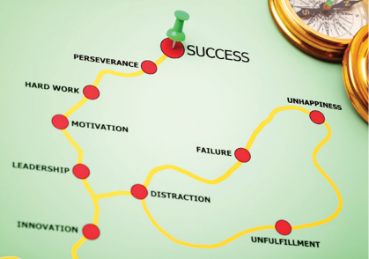 SUCCESS
PERSEVERANCE
HARD WORK
MOTIVATION
LEADERSHIP
INNOVATION
DISTRACTION
FAILURE
UNHAPPINESS
UNFULFILLMENT